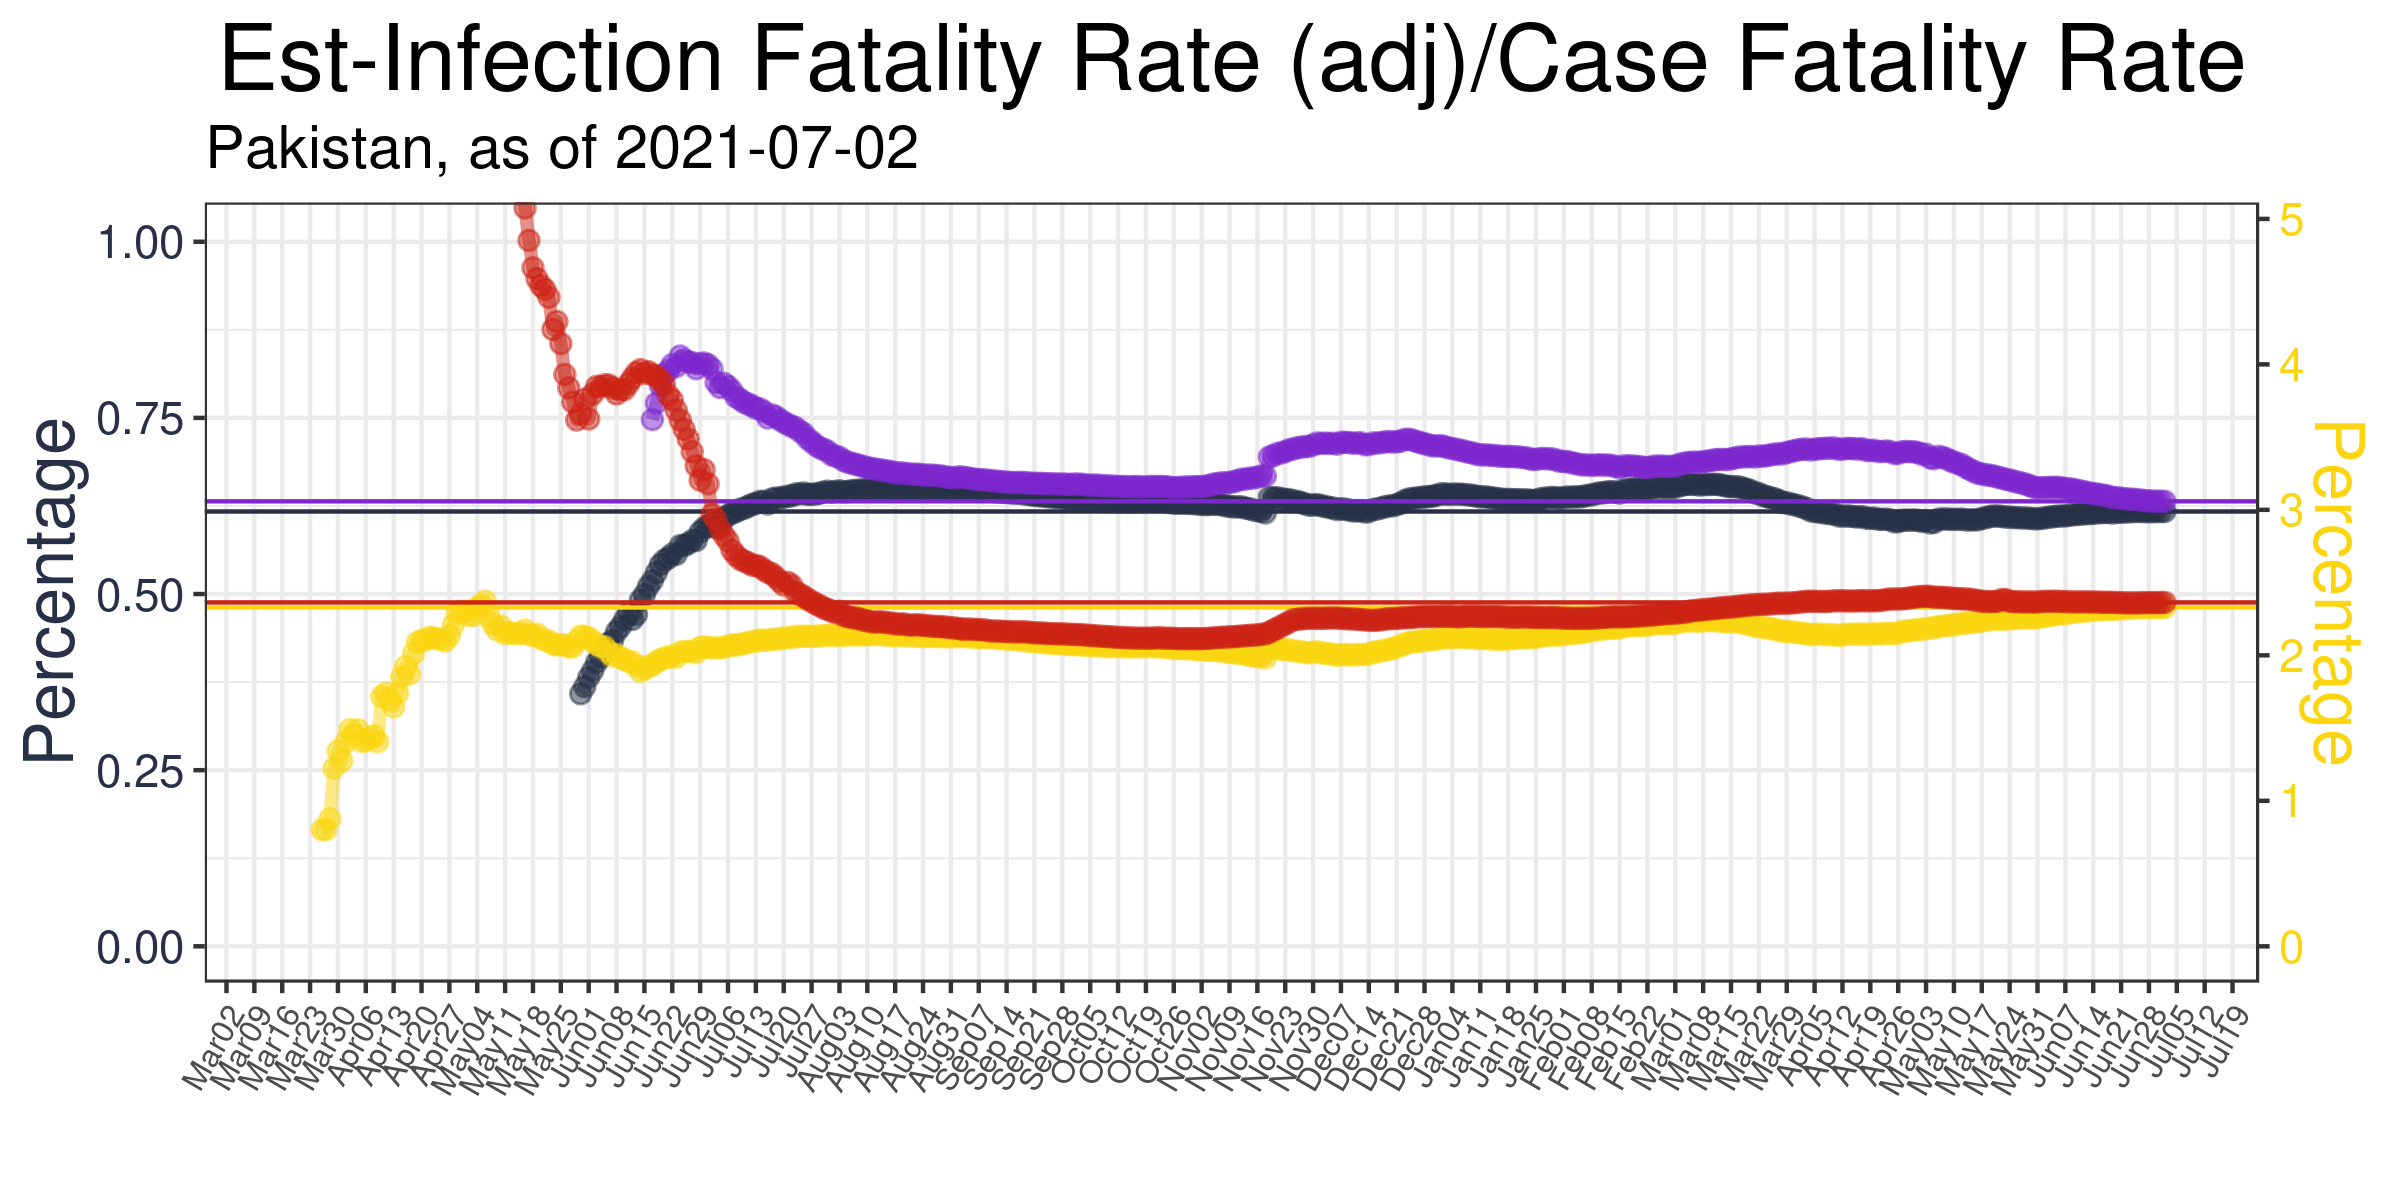 Est-Infection Fatality Rate (adj)/Case Fatality Rate
Pakistan, as of 2021-07-02
Percentage
1.00
0.75
0.50
0.25
0.00
5
4
3
2
1
0
Percentage
Mar02
Mar09
Mar16
Mar23
Mar30
Apr06
Apr13
Apr20
Apr27
May04
May11
May18
May25
Jun01
Jun08
Jun15
Jun22
Jun29
Jul06
Jul13
Jul20
Jul27
Aug03
Aug10
Aug17
Aug24
Aug31
Sep07
Sep14
Sep21
Sep28
Oct05
Oct12
Oct19
Oct26
Nov02
Nov09
Nov16
Nov23
Nov30
Dec07
Dec14
Dec21
Dec28
Jan04
Jan11
Jan18
Jan25
Feb01
Feb08
Feb15
Feb22
Mar01
Mar08
Mar15
Mar22
Mar29
Apr05
Apr12
Apr19
Apr26
May03
May10
May17
May24
May31
Jun07
Jun14
Jun21
Jun28
Jul05
Jul12
Jul19